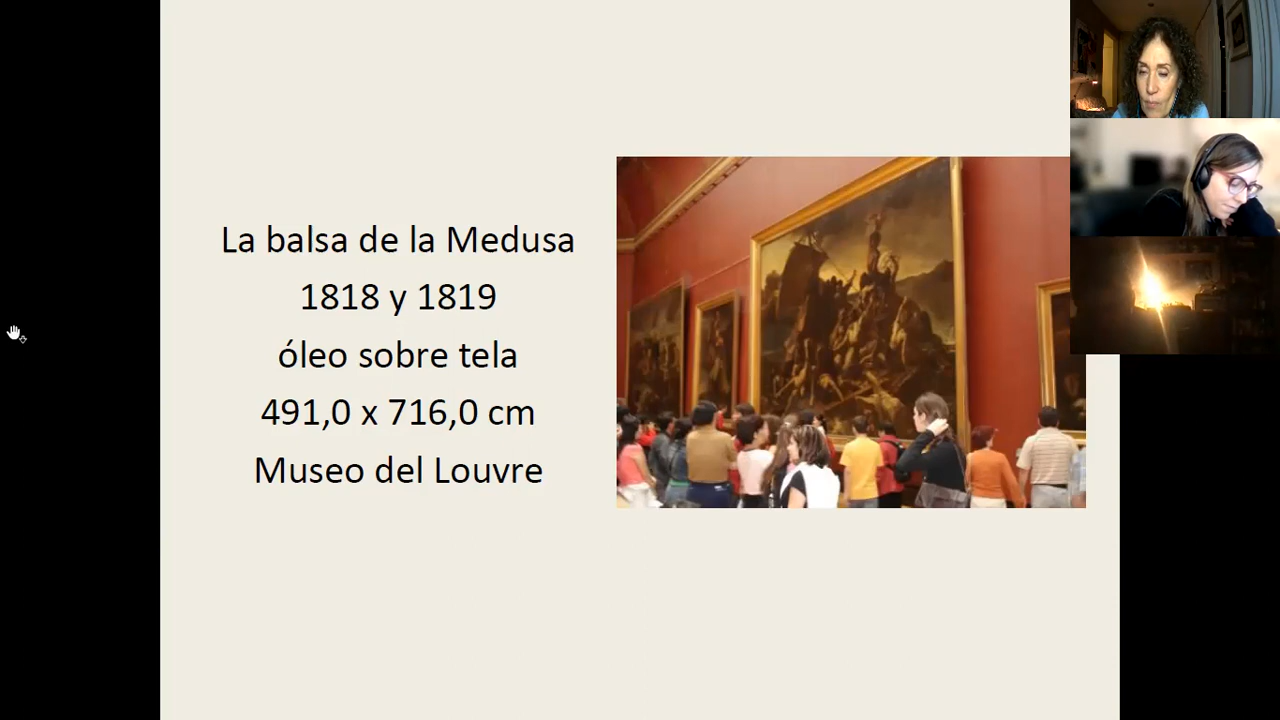 La balsa de la Medusa
1818 y 1819
óleo sobre tela
491,0 x 716,0 cm
Museo del Louvre